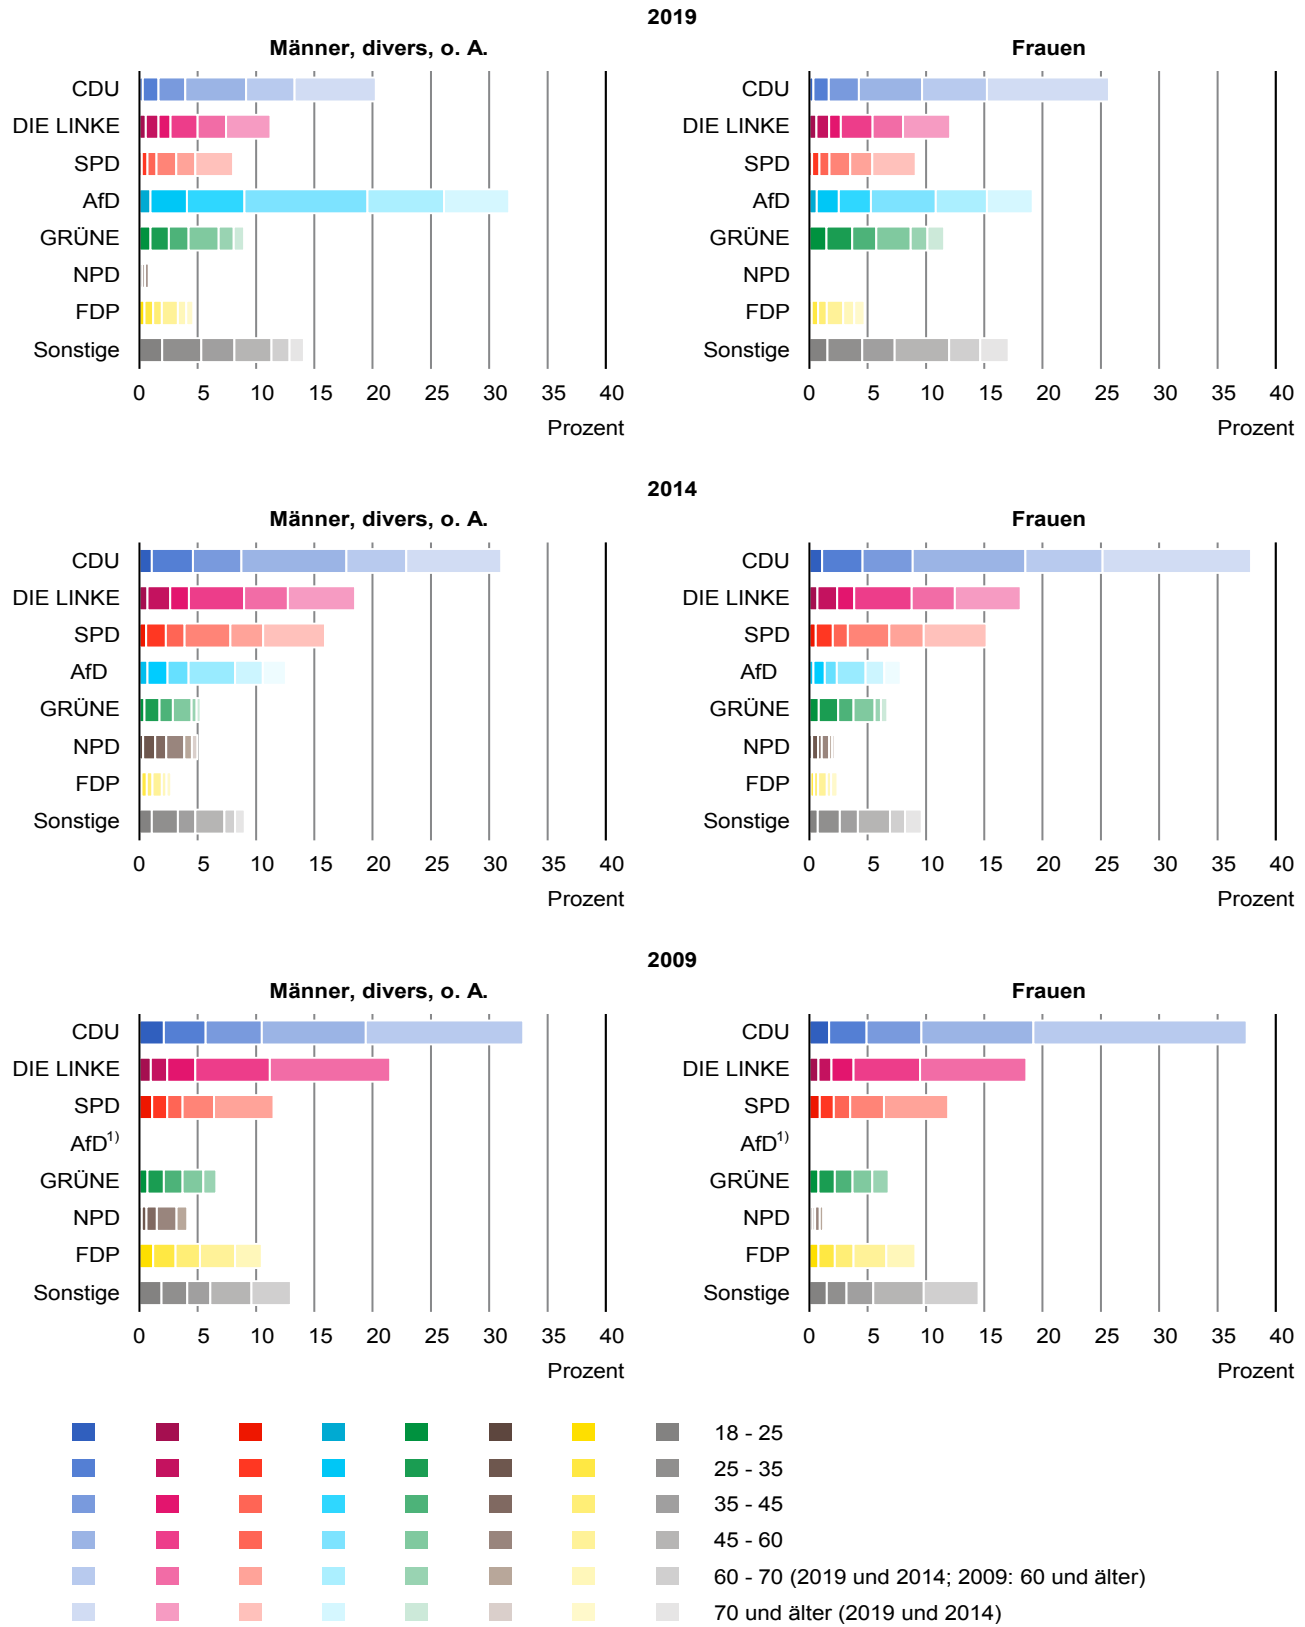 2019
Männer, divers, o. A.
CDU
DIE LINKE
SPD
AfD
GRÜNE
NPD
FDP
Sonstige
0 5 10 15 20 25 30 35 40
Prozent
Frauen
CDU
DIE LINKE
SPD
AfD
GRÜNE
NPD
FDP
Sonstige
0 5 10 15 20 25 30 35 40
Prozent
2014
Männer, divers, o. A.
CDU
DIE LINKE
SPD
AfD
GRÜNE
NPD
FDP
Sonstige
0 5 10 15 20 25 30 35 40
Prozent
Frauen
CDU
DIE LINKE
SPD
AfD
GRÜNE
NPD
FDP
Sonstige
0 5 10 15 20 25 30 35 40
Prozent
2009
Männer, divers, o. A.
CDU
DIE LINKE
SPD
AfD1)
GRÜNE
NPD
FDP
Sonstige
0 5 10 15 20 25 30 35 40
Prozent
Frauen
CDU
DIE LINKE
SPD
AfD1)
GRÜNE
NPD
FDP
Sonstige
0 5 10 15 20 25 30 35 40
Prozent
18 - 25
25 - 35
35 - 45
45 - 60
60 - 70 (2019 und 2014; 2009: 60 und älter)
70 und älter (2019 und 2014)